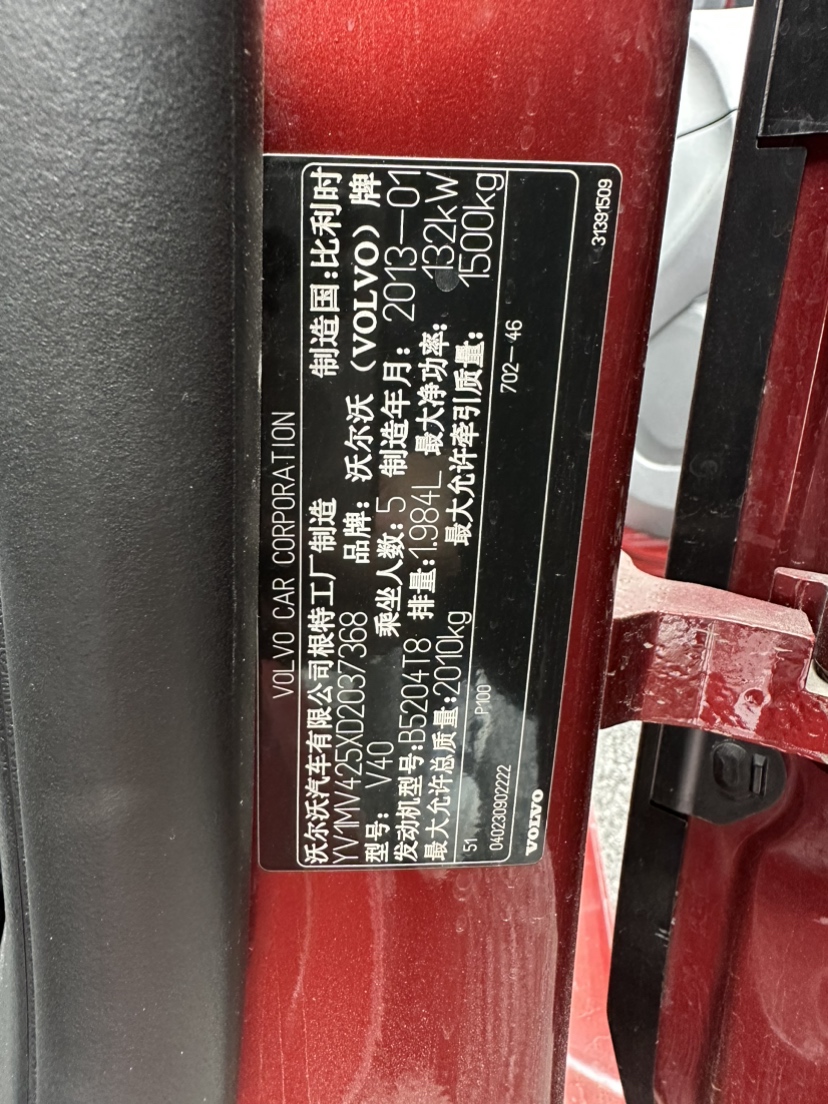 VOLVO CAR CORPORATION
沃尔沃汽车有限公司根特工厂制造 制造国:比利时
YV1MV425XD2037368 品牌: 沃尔沃 (VOLVO) 牌
型号: V40 乘坐人数: 5 制造年月: 2013-01
发动机型号:B5204T8 排量:1.984L 最大净功率: 132kW
最大允许总质量:2010kg 最大允许牵引质量: 1500kg
51 P100 702-46
040230902222
VOLVO 31391509